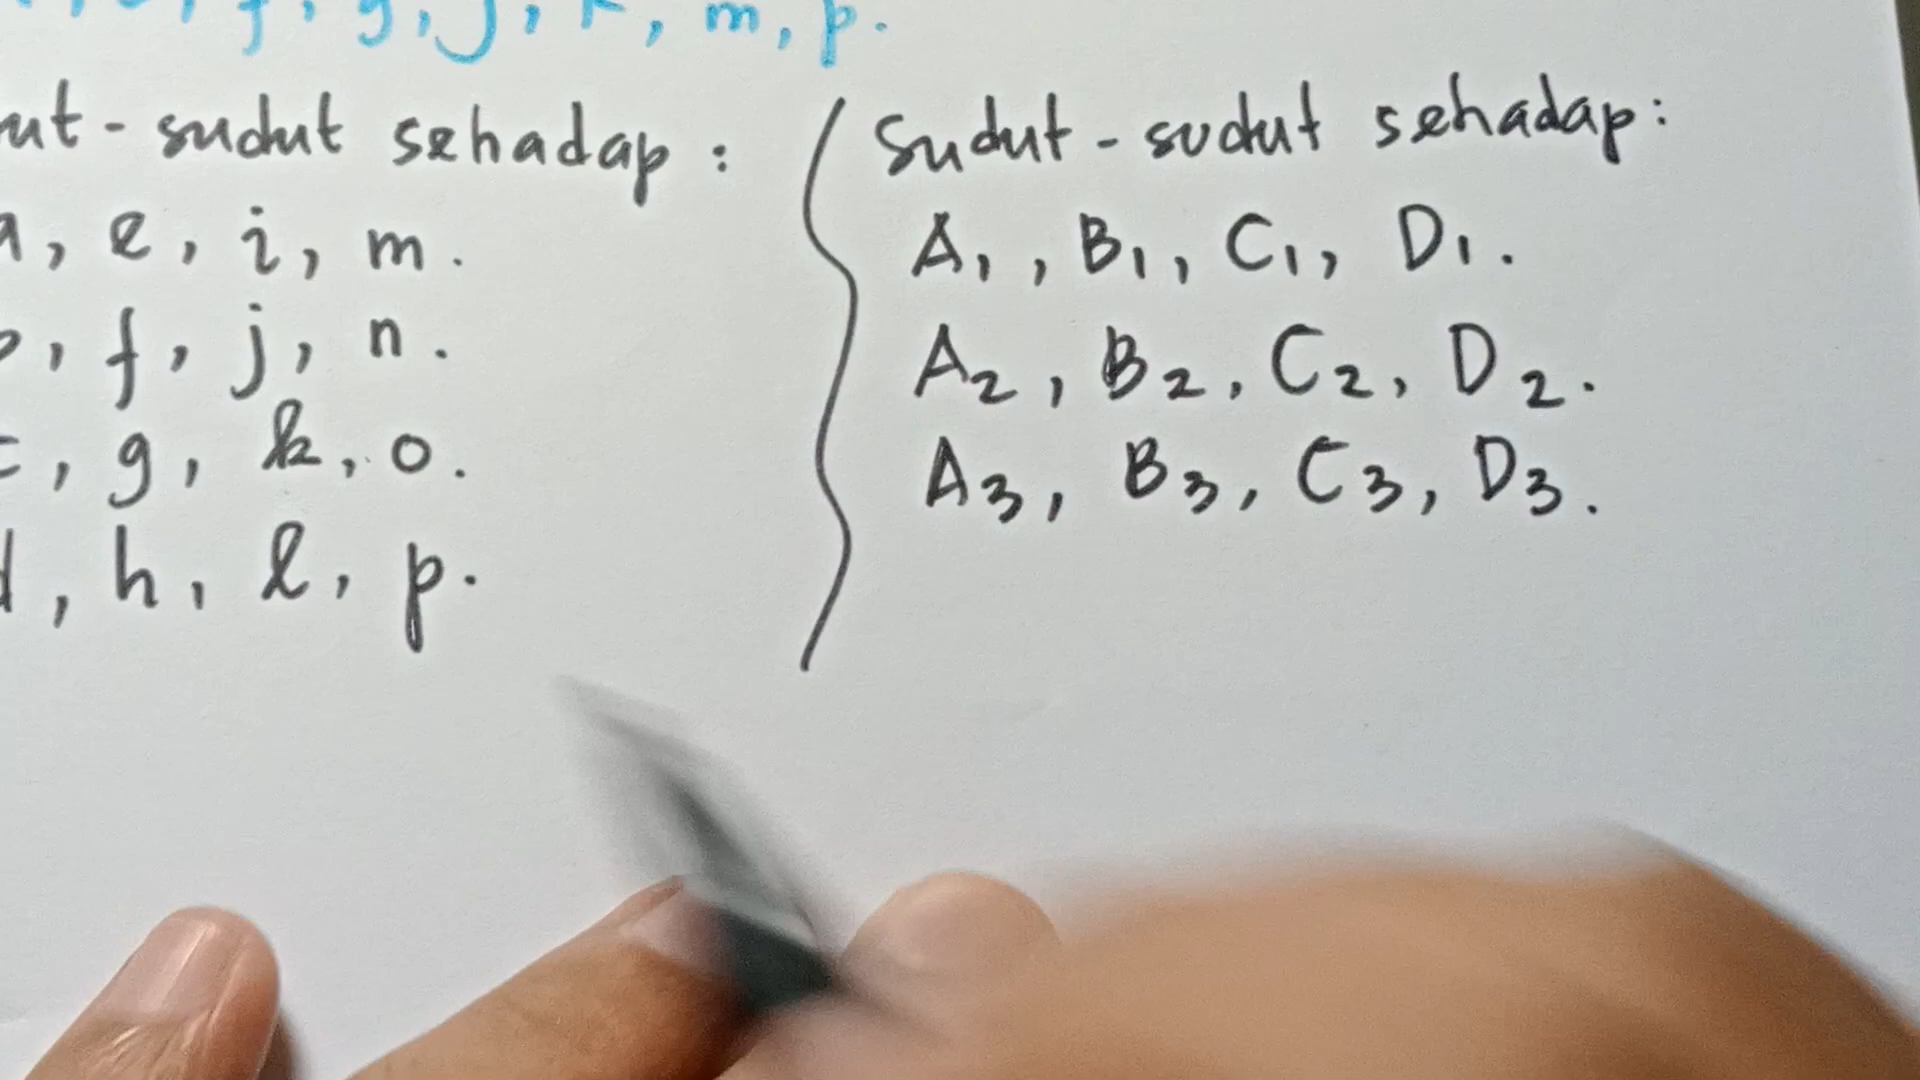 f, g, j, k, m, p.
ut - sudut sehadap :
a, e, i, m.
b, f, j, n.
c, g, k, o.
d, h, l, p.
Sudut - sudut sehadap :
A1, B1, C1, D1.
A2, B2, C2, D2.
A3, B3, C3, D3.